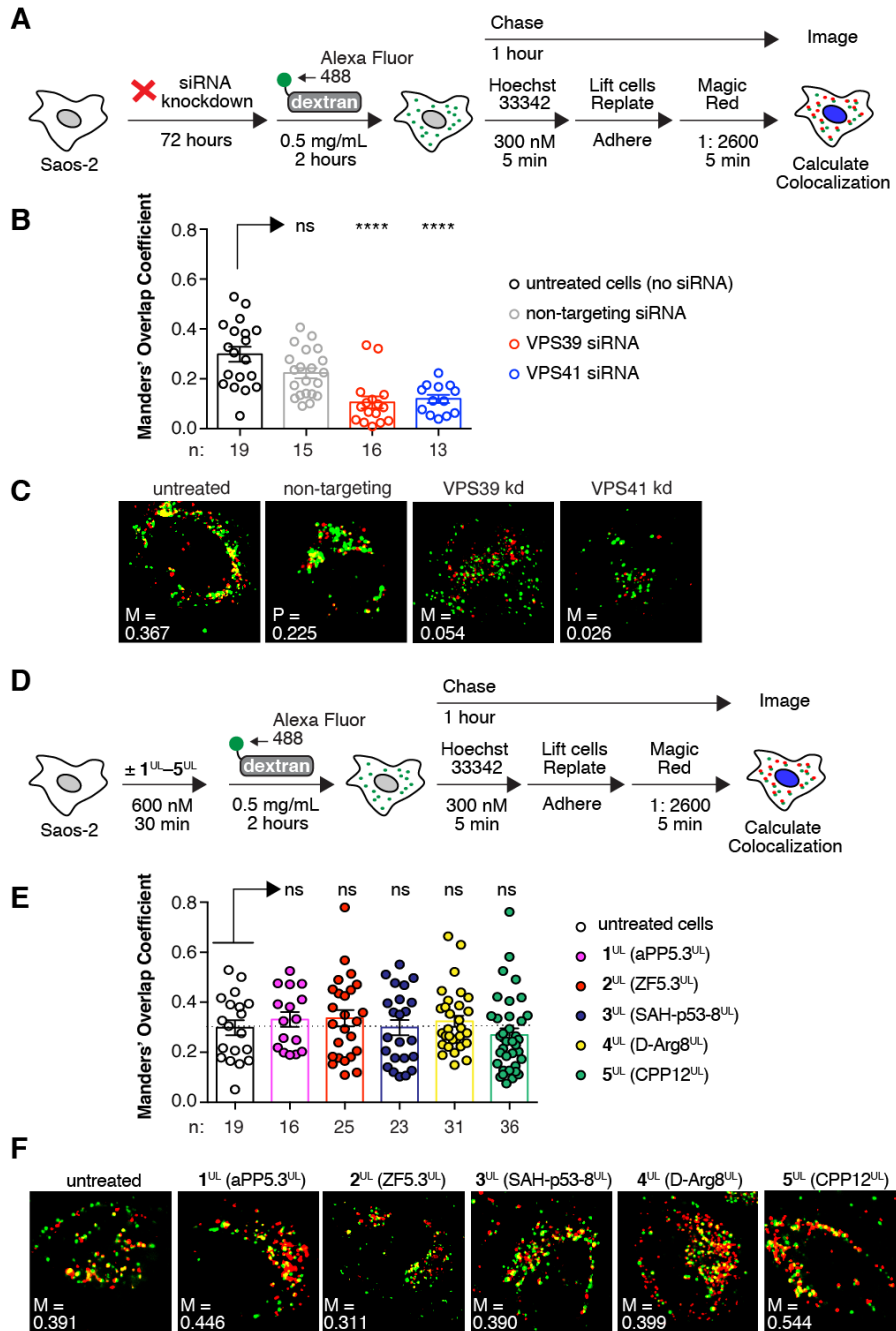 A
Chase
Image
1 hour
Alexa Fluor
488
siRNA
knockdown
dextran
Hoechst
33342
Lift cells
Replate
Magic
Red
72 hours
0.5 mg/mL
2 hours
300 nM
5 min
Adhere
1: 2600
5 min
Saos-2
Calculate
Colocalization
B
Manders' Overlap Coefficient
0.8
0.6
0.4
0.2
0.0
ns
****
****
untreated cells (no siRNA)
non-targeting siRNA
VPS39 siRNA
VPS41 siRNA
n: 19 15 16 13
C
untreated
non-targeting
VPS39 kd
VPS41 kd
M =
0.367
P =
0.225
M =
0.054
M =
0.026
D
Chase
Image
1 hour
Alexa Fluor
488
± 1ᵁᴸ–5ᵁᴸ
dextran
Hoechst
33342
Lift cells
Replate
Magic
Red
600 nM
30 min
0.5 mg/mL
2 hours
300 nM
5 min
Adhere
1: 2600
5 min
Saos-2
Calculate
Colocalization
E
Manders' Overlap Coefficient
0.8
0.6
0.4
0.2
0.0
ns
ns
ns
ns
ns
untreated cells
1ᵁᴸ (aPP5.3ᵁᴸ)
2ᵁᴸ (ZF5.3ᵁᴸ)
3ᵁᴸ (SAH-p53-8ᵁᴸ)
4ᵁᴸ (D-Arg8ᵁᴸ)
5ᵁᴸ (CPP12ᵁᴸ)
n: 19 16 25 23 31 36
F
untreated
1ᵁᴸ (aPP5.3ᵁᴸ)
2ᵁᴸ (ZF5.3ᵁᴸ)
3ᵁᴸ (SAH-p53-8ᵁᴸ)
4ᵁᴸ (D-Arg8ᵁᴸ)
5ᵁᴸ (CPP12ᵁᴸ)
M =
0.391
M =
0.446
M =
0.311
M =
0.390
M =
0.399
M =
0.544